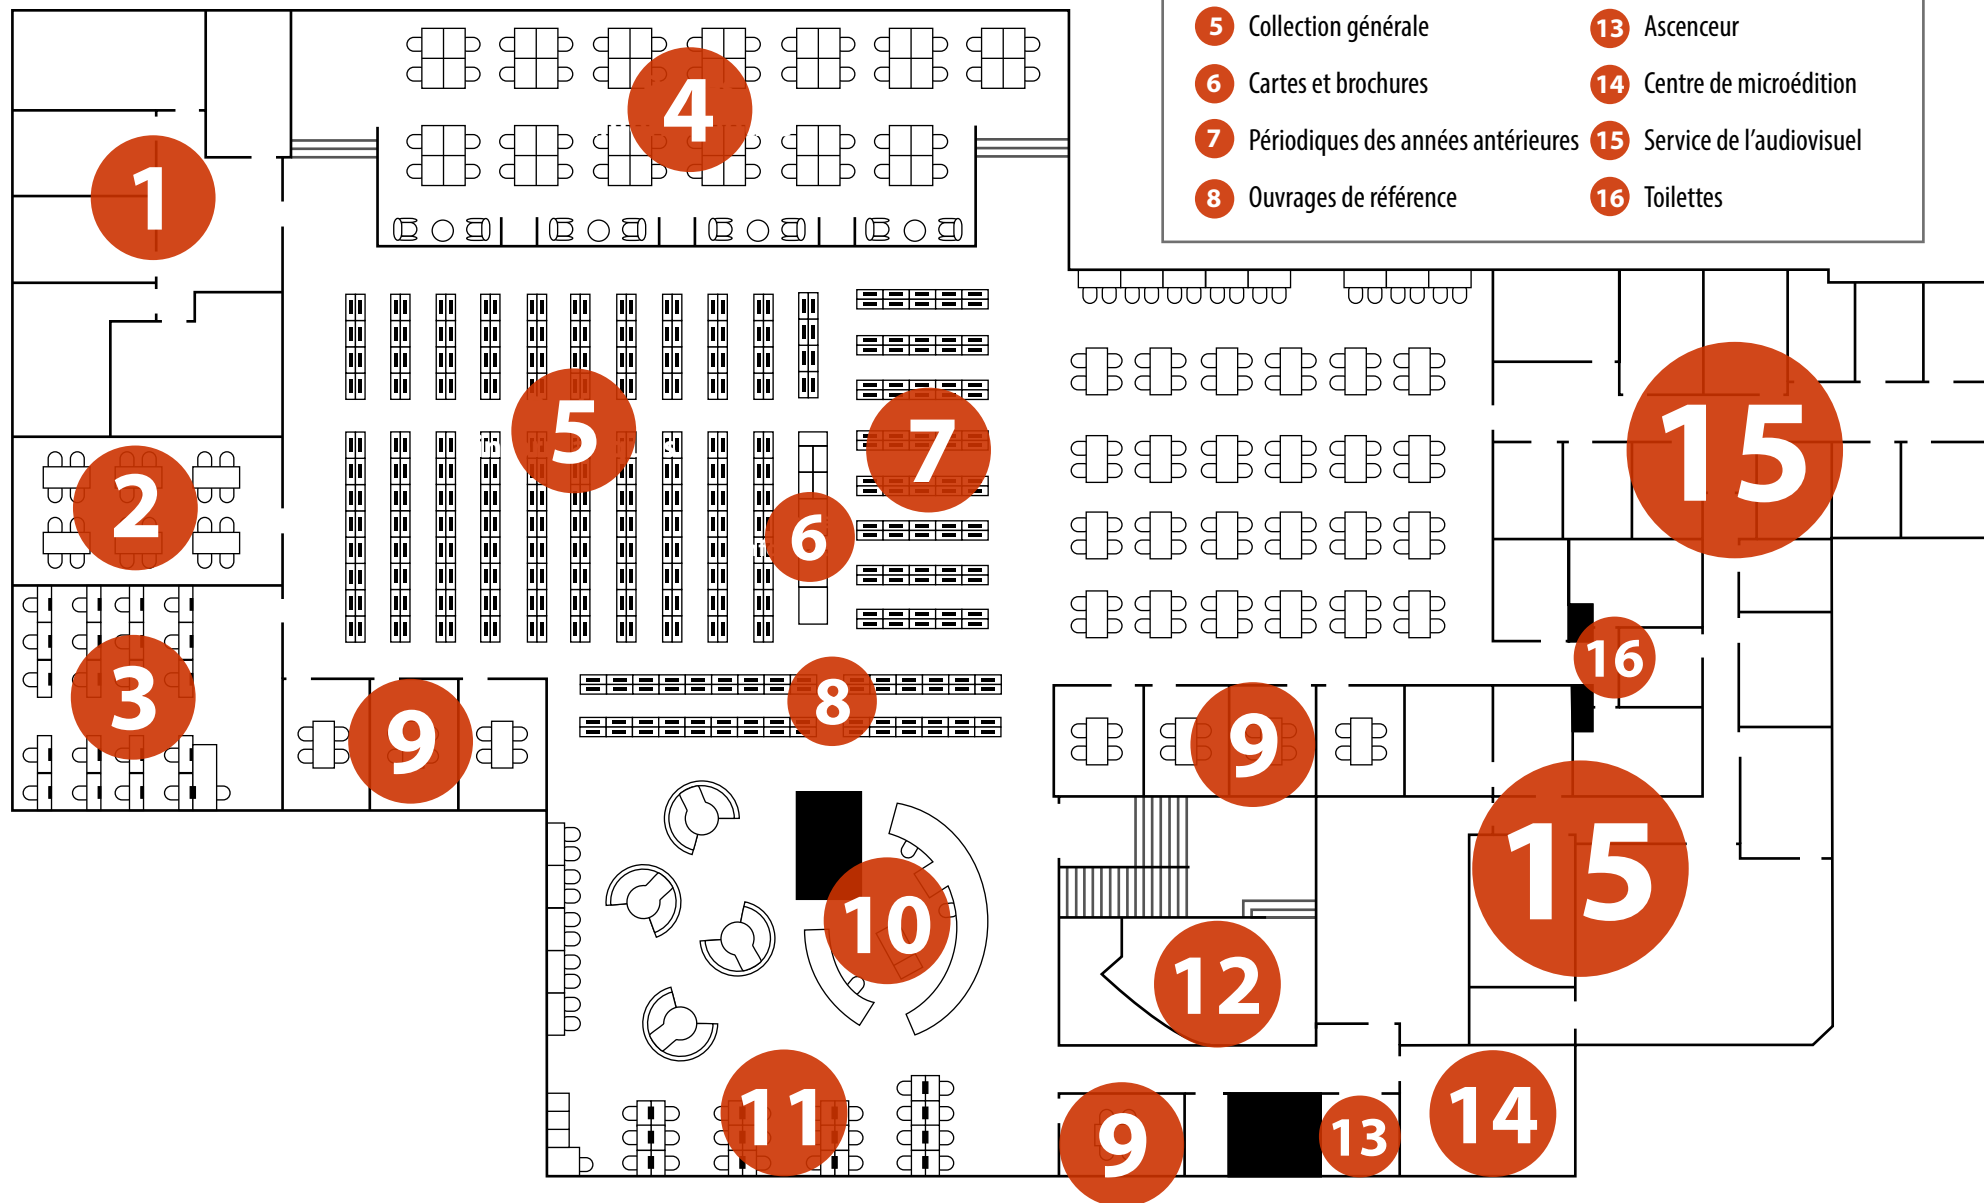 5 Collection générale
13 Ascenceur
6 Cartes et brochures
14 Centre de microédition
7 Périodiques des années antérieures
15 Service de l'audiovisuel
8 Ouvrages de référence
16 Toilettes
4
1
15
5
7
2
6
16
3
8
9
9
15
10
12
11
14
13
9